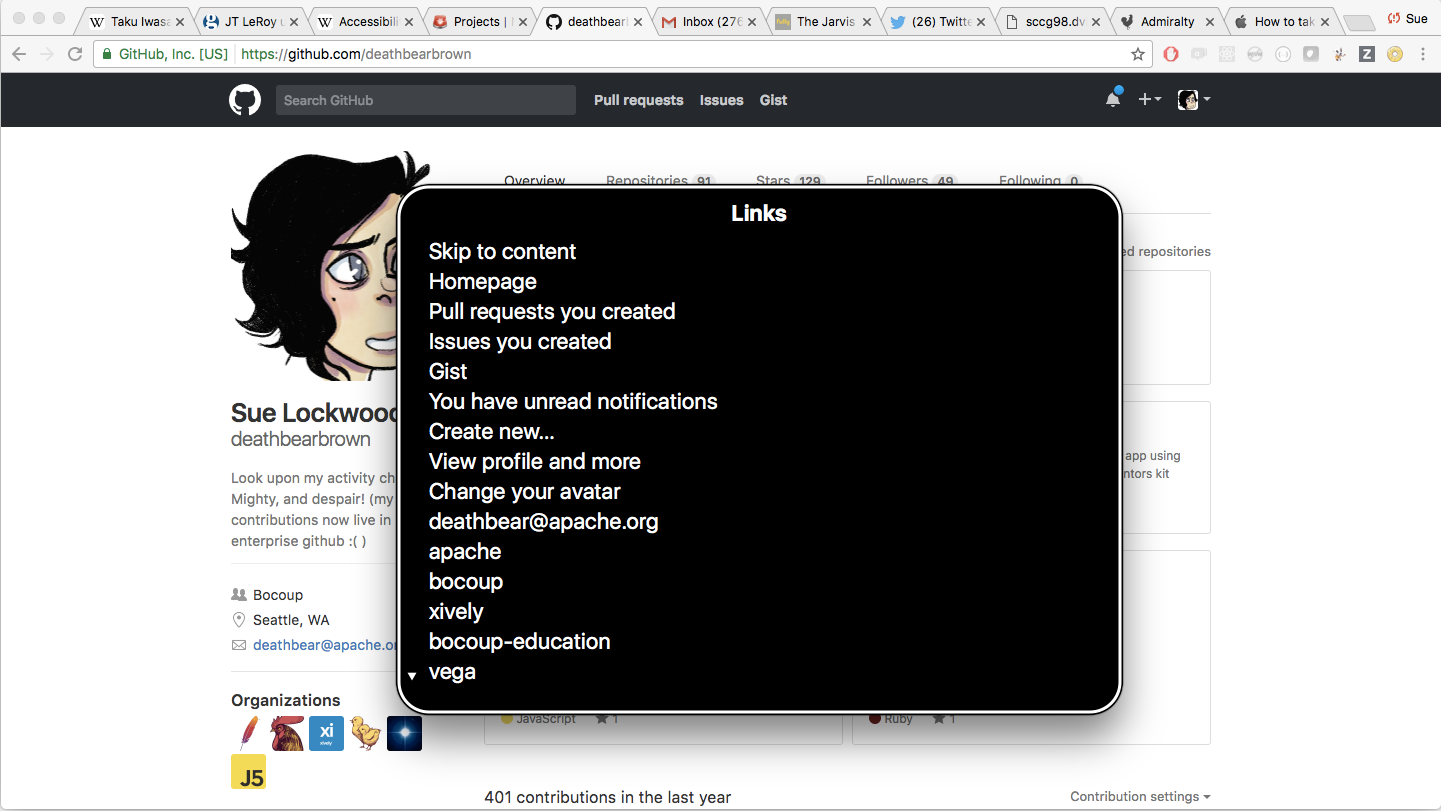 Taku Iwasa
JT LeRoy u
Accessibili
Projects |
deathbearl
Inbox (276
The Jarvis
(26) Twitte
sccg98.dv
Admiralty
How to tak
Sue
GitHub, Inc. [US]
https://github.com/deathbearbrown
Search GitHub
Pull requests
Issues
Gist
Overview
Repositories 91
Stars 129
Followers 49
Following 0
ed repositories
Links
Skip to content
Homepage
Pull requests you created
Issues you created
Gist
You have unread notifications
Create new...
View profile and more
Change your avatar
deathbear@apache.org
apache
bocoup
xively
bocoup-education
vega
Sue Lockwood
deathbearbrown
Look upon my activity ch
Mighty, and despair! (my
contributions now live in
enterprise github :( )
Bocoup
Seattle, WA
deathbear@apache.or
Organizations
xi
xively
J5
app using
ntors kit
JavaScript
1
Ruby
1
401 contributions in the last year
Contribution settings